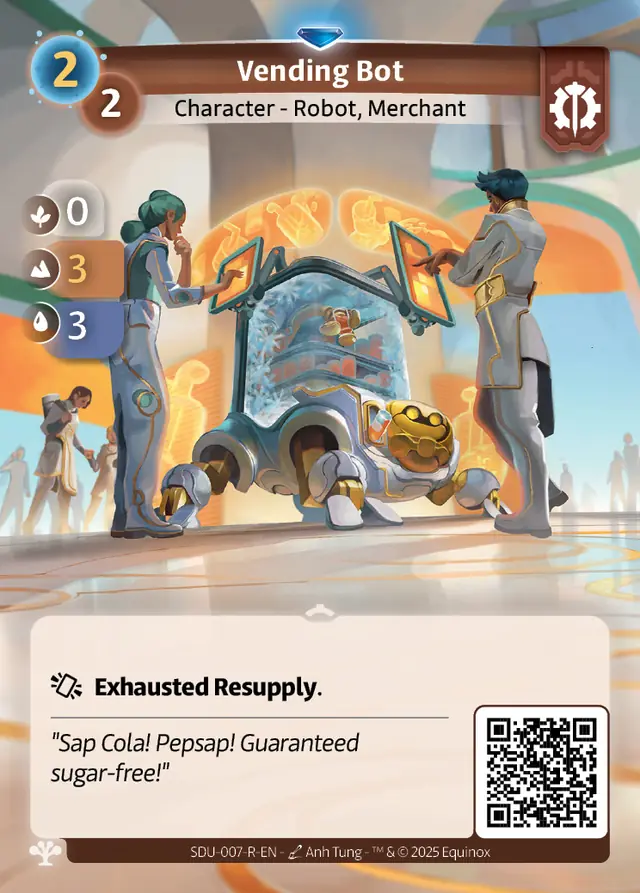 2
Vending Bot
2
Character - Robot, Merchant
0
3
3
Exhausted Resupply.
"Sap Cola! Pepsap! Guaranteed
sugar-free!"
SDU-007-R-EN - Anh Tung - ™ & © 2025 Equinox